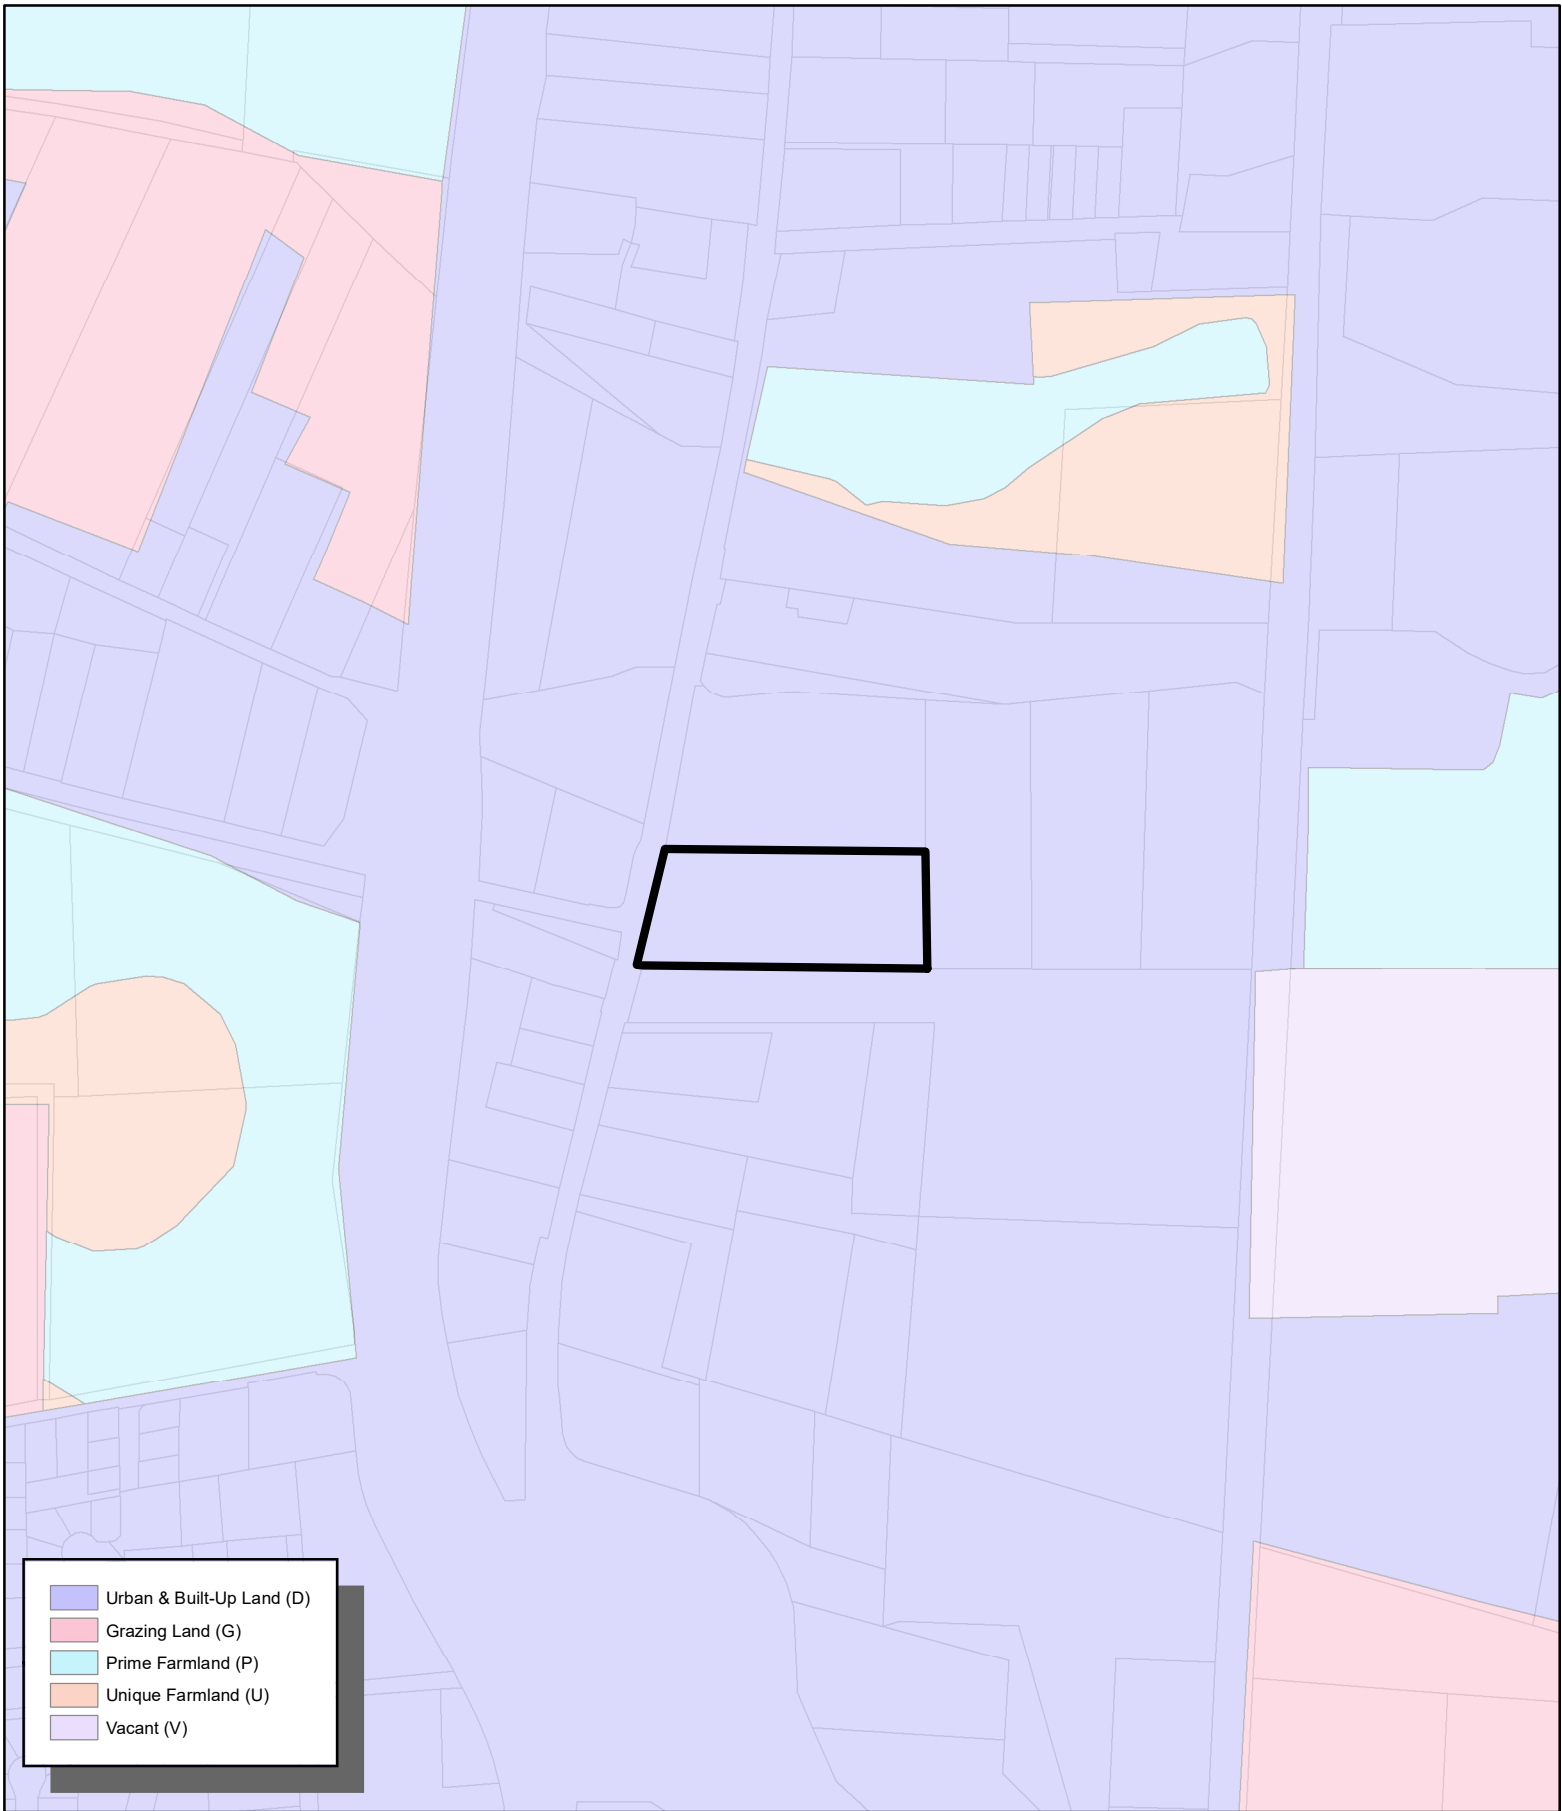 Urban & Built-Up Land (D)
Grazing Land (G)
Prime Farmland (P)
Unique Farmland (U)
Vacant (V)